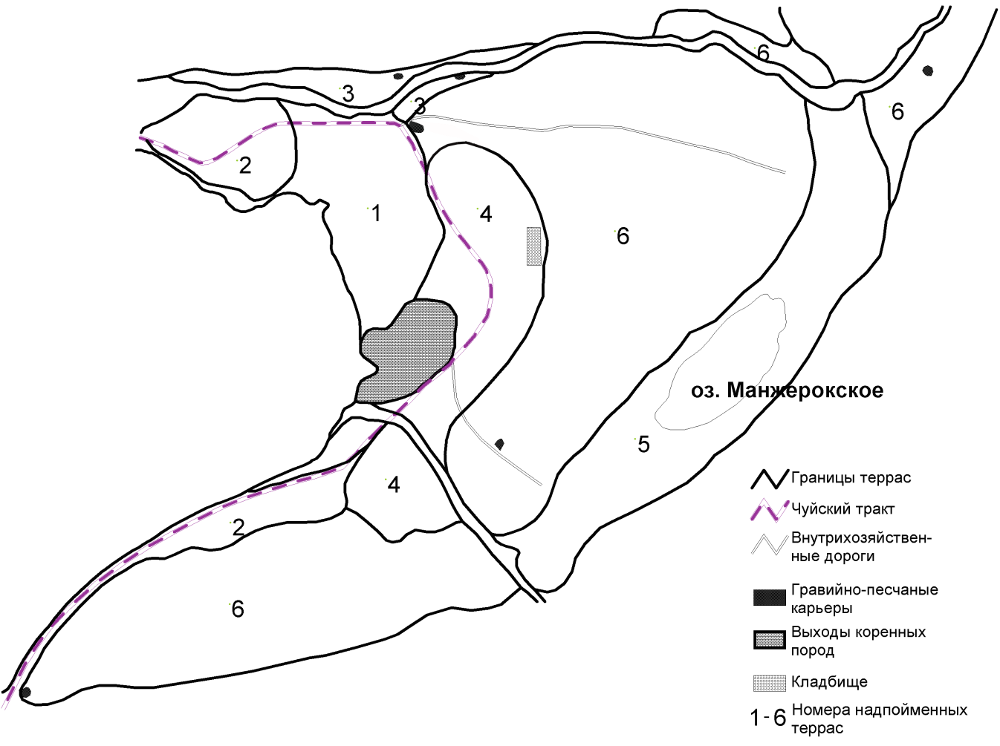 6
3
3
6
2
1
4
6
оз. Манжерокское
5
4
2
6
Границы террас
Чуйский тракт
Внутрихозяйствен-
ные дороги
Гравийно-песчаные
карьеры
Выходы коренных
пород
Кладбище
1-6 Номера надпойменных
террас